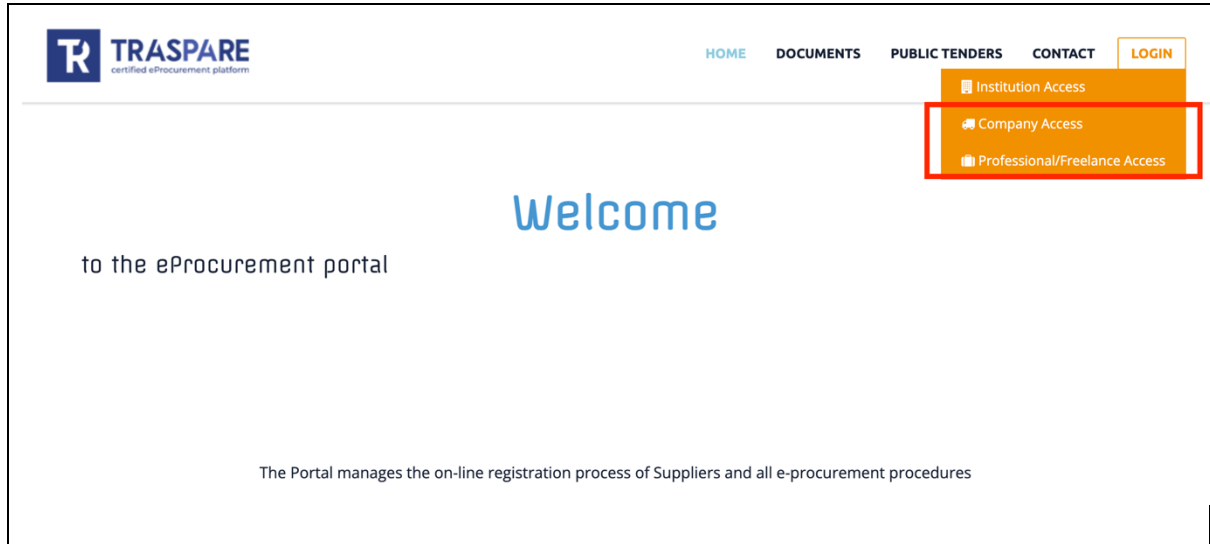 TRASPARE
certified eProcurement platform
HOME DOCUMENTS PUBLIC TENDERS CONTACT LOGIN
Institution Access
Company Access
Professional/Freelance Access
Welcome
to the eProcurement portal
The Portal manages the on-line registration process of Suppliers and all e-procurement procedures